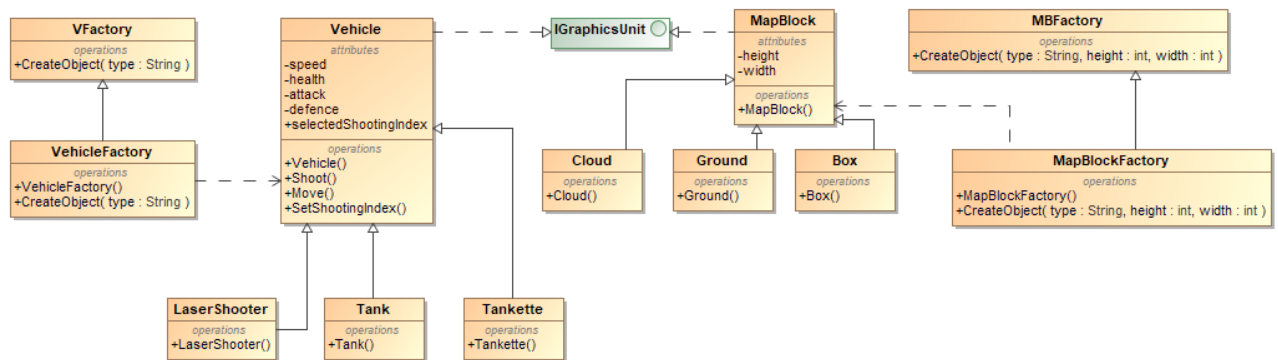 VFactory
operations
+CreateObject( type : String )
VehicleFactory
operations
+VehicleFactory()
+CreateObject( type : String )
Vehicle
attributes
-speed
-health
-attack
-defence
+selectedShootingIndex
operations
+Vehicle()
+Shoot()
+Move()
+SetShootingIndex()
LaserShooter
operations
+LaserShooter()
Tank
operations
+Tank()
Tankette
operations
+Tankette()
IGraphicsUnit
MapBlock
attributes
-height
-width
operations
+MapBlock()
Cloud
operations
+Cloud()
Ground
operations
+Ground()
Box
operations
+Box()
MBFactory
operations
+CreateObject( type : String, height : int, width : int )
MapBlockFactory
operations
+MapBlockFactory()
+CreateObject( type : String, height : int, width : int )